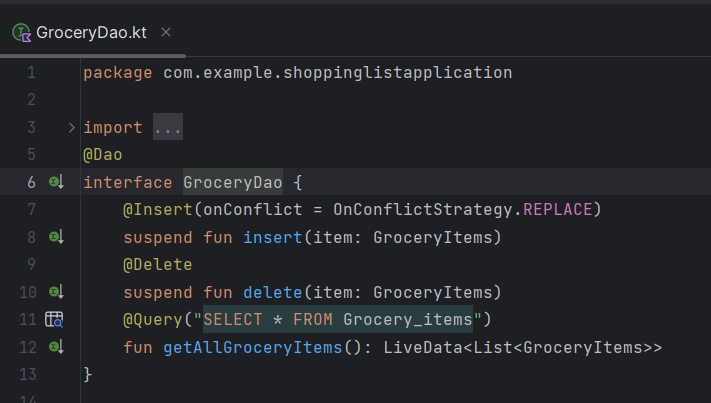 GroceryDao.kt
1 package com.example.shoppinglistapplication
2
3 import ...
5 @Dao
6 interface GroceryDao {
7 @Insert(onConflict = OnConflictStrategy.REPLACE)
8 suspend fun insert(item: GroceryItems)
9 @Delete
10 suspend fun delete(item: GroceryItems)
11 @Query("SELECT * FROM Grocery_items")
12 fun getAllGroceryItems(): LiveData<List<GroceryItems>>
13 }
14